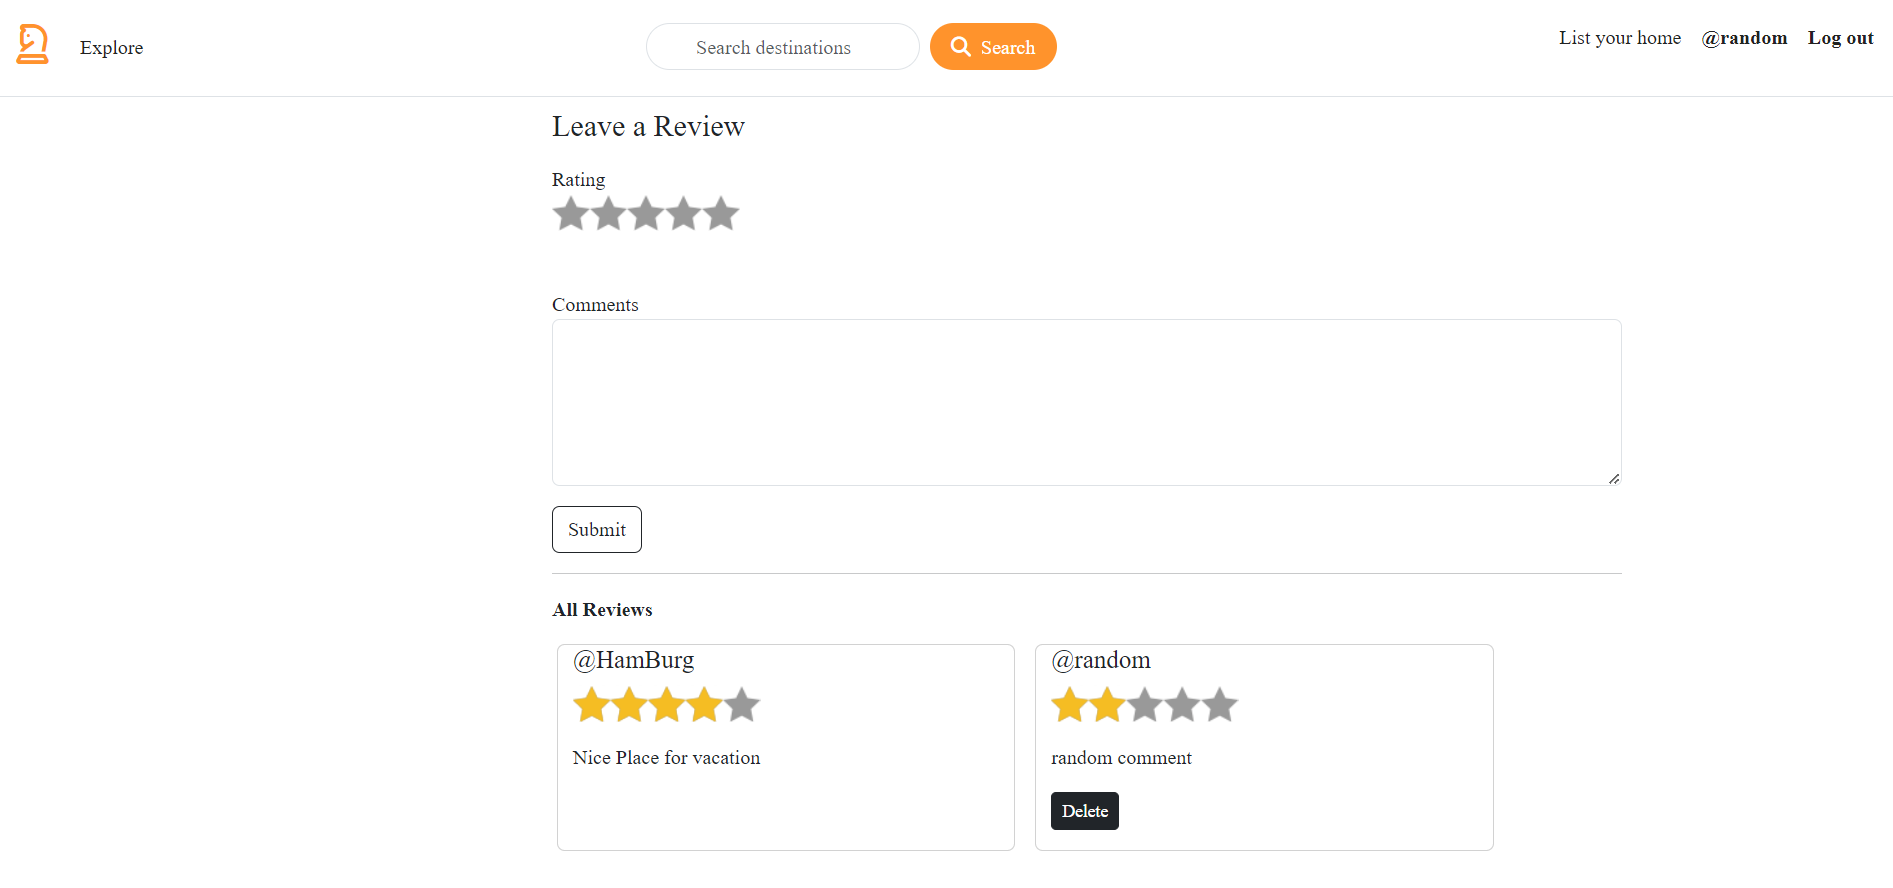 Explore
Search destinations
Search
List your home
@random
Log out
Leave a Review
Rating
Comments
Submit
All Reviews
@HamBurg
Nice Place for vacation
@random
random comment
Delete